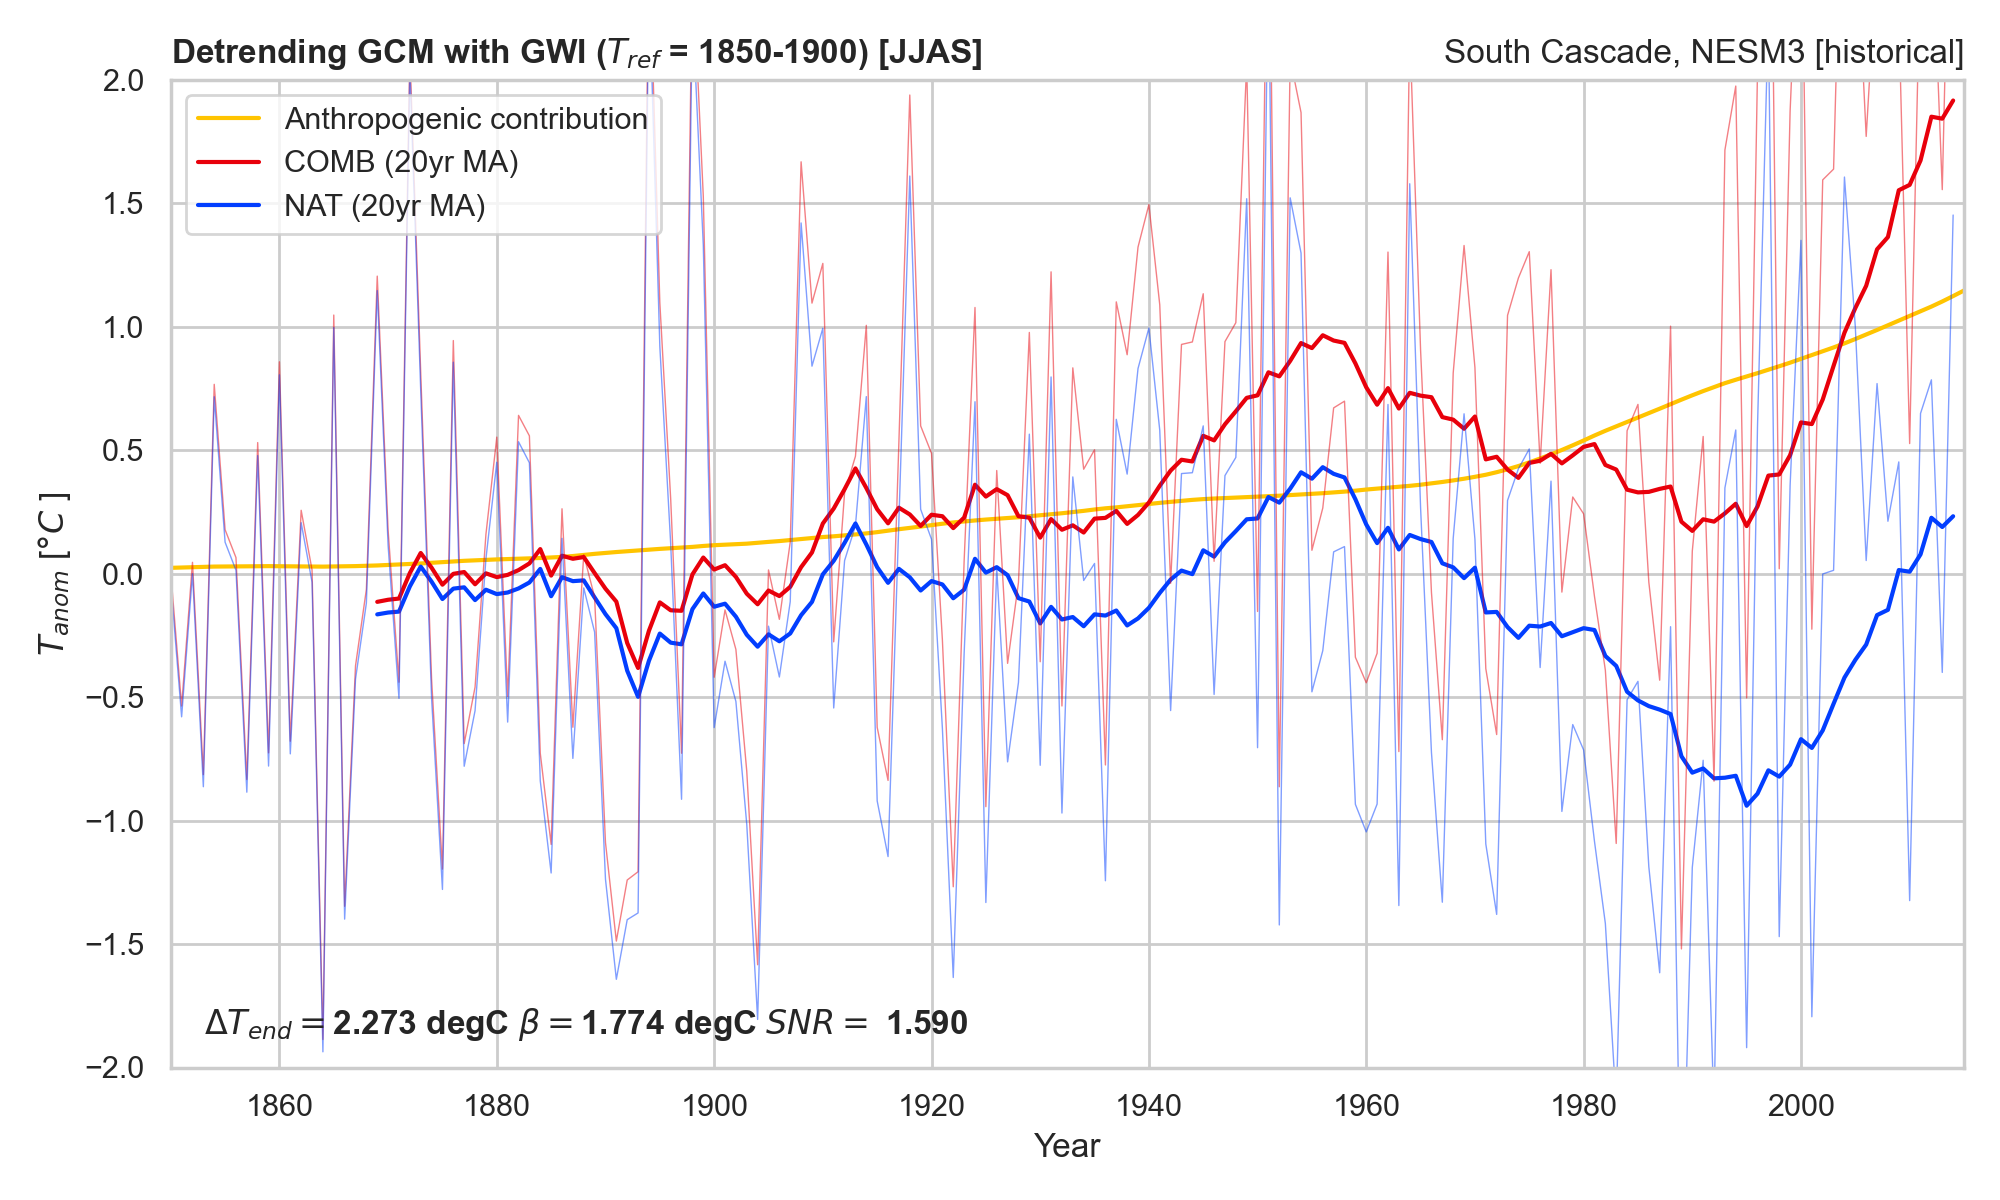 Detrending GCM with GWI (T_ref = 1850-1900) [JJAS]
South Cascade, NESM3 [historical]
Anthropogenic contribution
COMB (20yr MA)
NAT (20yr MA)
2.0
1.5
1.0
0.5
0.0
−0.5
−1.0
−1.5
−2.0
T_anom [°C]
ΔT_end = 2.273 degC β = 1.774 degC SNR = 1.590
1860 1880 1900 1920 1940 1960 1980 2000
Year